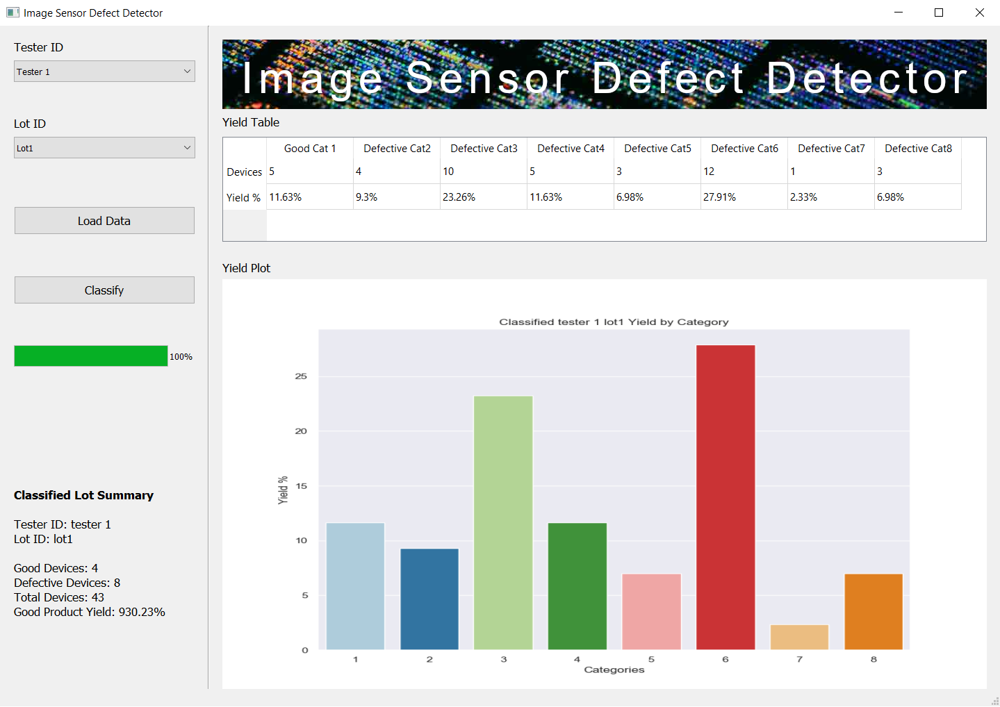 Image Sensor Defect Detector
Tester ID
Tester 1
Lot ID
Lot1
Load Data
Classify
100%
Classified Lot Summary
Tester ID: tester 1
Lot ID: lot1
Good Devices: 4
Defective Devices: 8
Total Devices: 43
Good Product Yield: 930.23%
Image Sensor Defect Detector
Yield Table
Good Cat 1 Defective Cat2 Defective Cat3 Defective Cat4 Defective Cat5 Defective Cat6 Defective Cat7 Defective Cat8
Devices 5 4 10 5 3 12 1 3
Yield % 11.63% 9.3% 23.26% 11.63% 6.98% 27.91% 2.33% 6.98%
Yield Plot
Classified tester 1 lot1 Yield by Category
25
20
15
10
5
0
Yield %
1 2 3 4 5 6 7 8
Categories